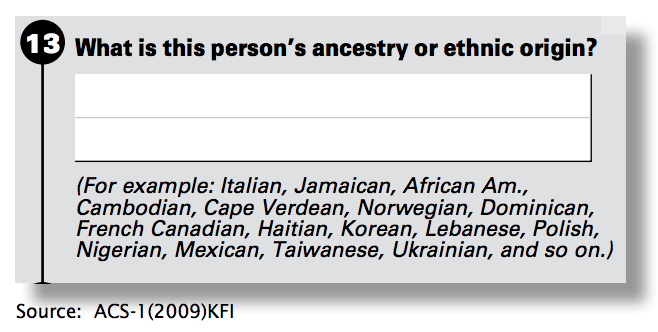 13 What is this person's ancestry or ethnic origin?
(For example: Italian, Jamaican, African Am.,
Cambodian, Cape Verdean, Norwegian, Dominican,
French Canadian, Haitian, Korean, Lebanese, Polish,
Nigerian, Mexican, Taiwanese, Ukrainian, and so on.)
Source:  ACS-1(2009)KFI